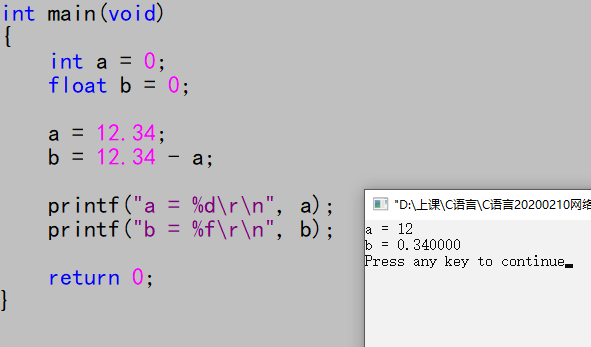 int main(void)
{
    int a = 0;
    float b = 0;
    a = 12.34;
    b = 12.34 - a;
    printf("a = %d\r\n", a);
    printf("b = %f\r\n", b);
    return 0;
}
"D:\上课\C语言\C语言20200210网络
a = 12
b = 0.340000
Press any key to continue